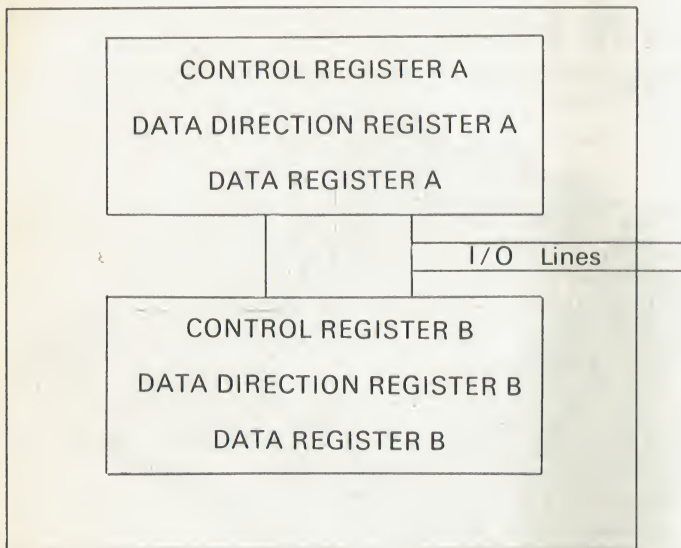 CONTROL REGISTER A
DATA DIRECTION REGISTER A
DATA REGISTER A
I/O Lines
CONTROL REGISTER B
DATA DIRECTION REGISTER B
DATA REGISTER B